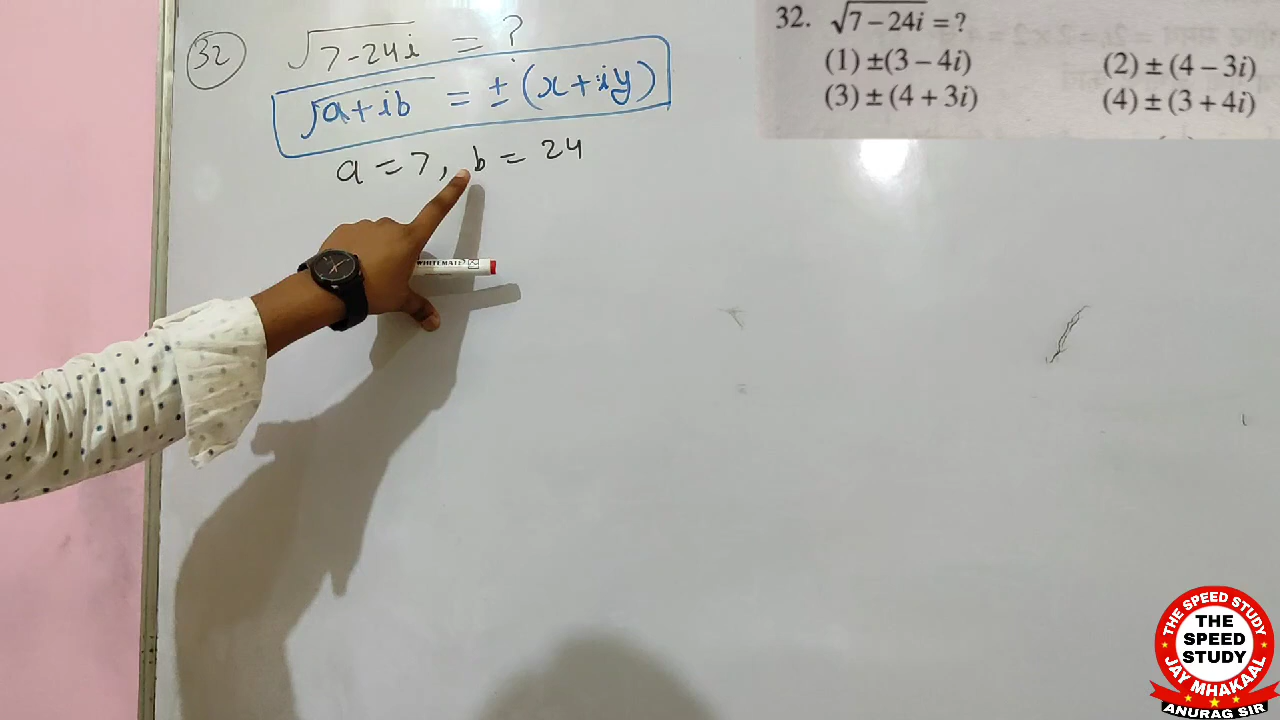 32 √7-24i = ?
√a+ib = ± (x+iy)
a = 7, b = 24
32. √7 – 24i = ?
(1) ±(3 – 4i) (2) ± (4 – 3i)
(3) ± (4 + 3i) (4) ± (3 + 4i)
WHITEMATE
THE SPEED STUDY
THE
SPEED
STUDY
JAY MHAKAAL
ANURAG SIR